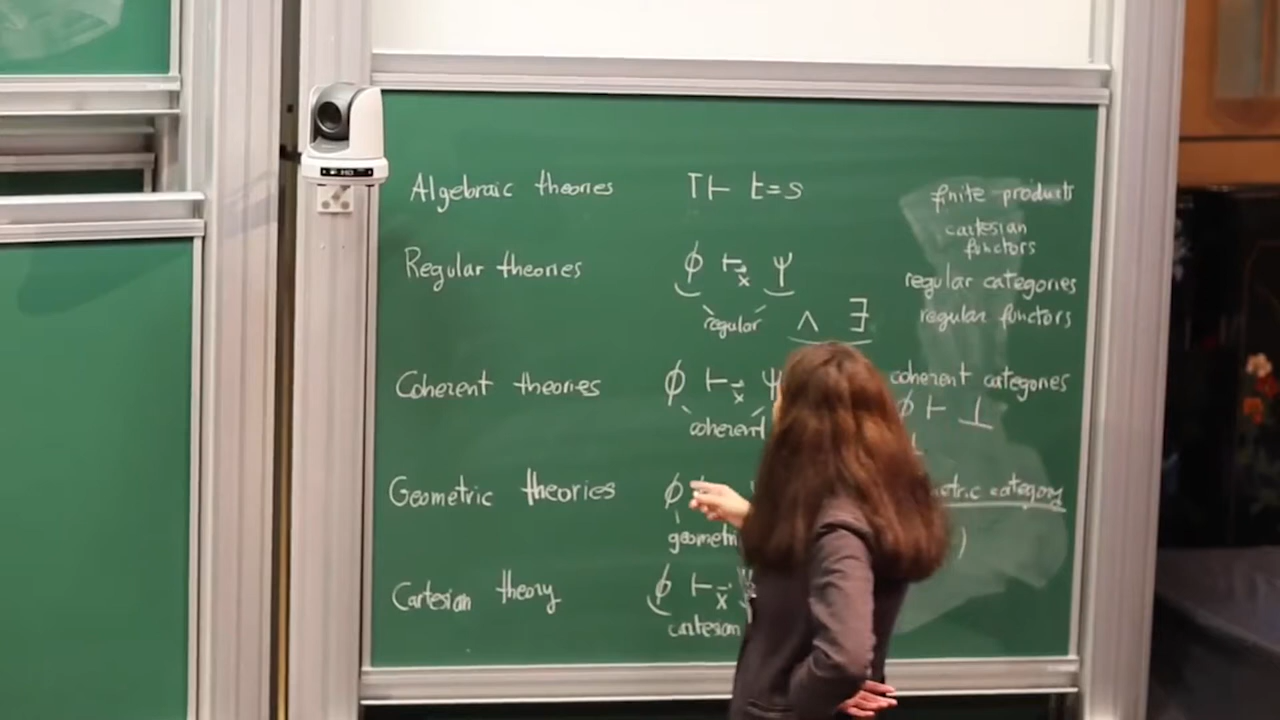 Algebraic theories T ⊢ t = s finite products
cartesian
functors
Regular theories ϕ ⊢x⃗ ψ regular categories
regular ∧ ∃ regular functors
Coherent theories ϕ ⊢x⃗ ψ coherent categories
coherent ϕ ⊢ ⊥
Geometric theories ϕ category
Cartesian theory ϕ ⊢x⃗
cartesian